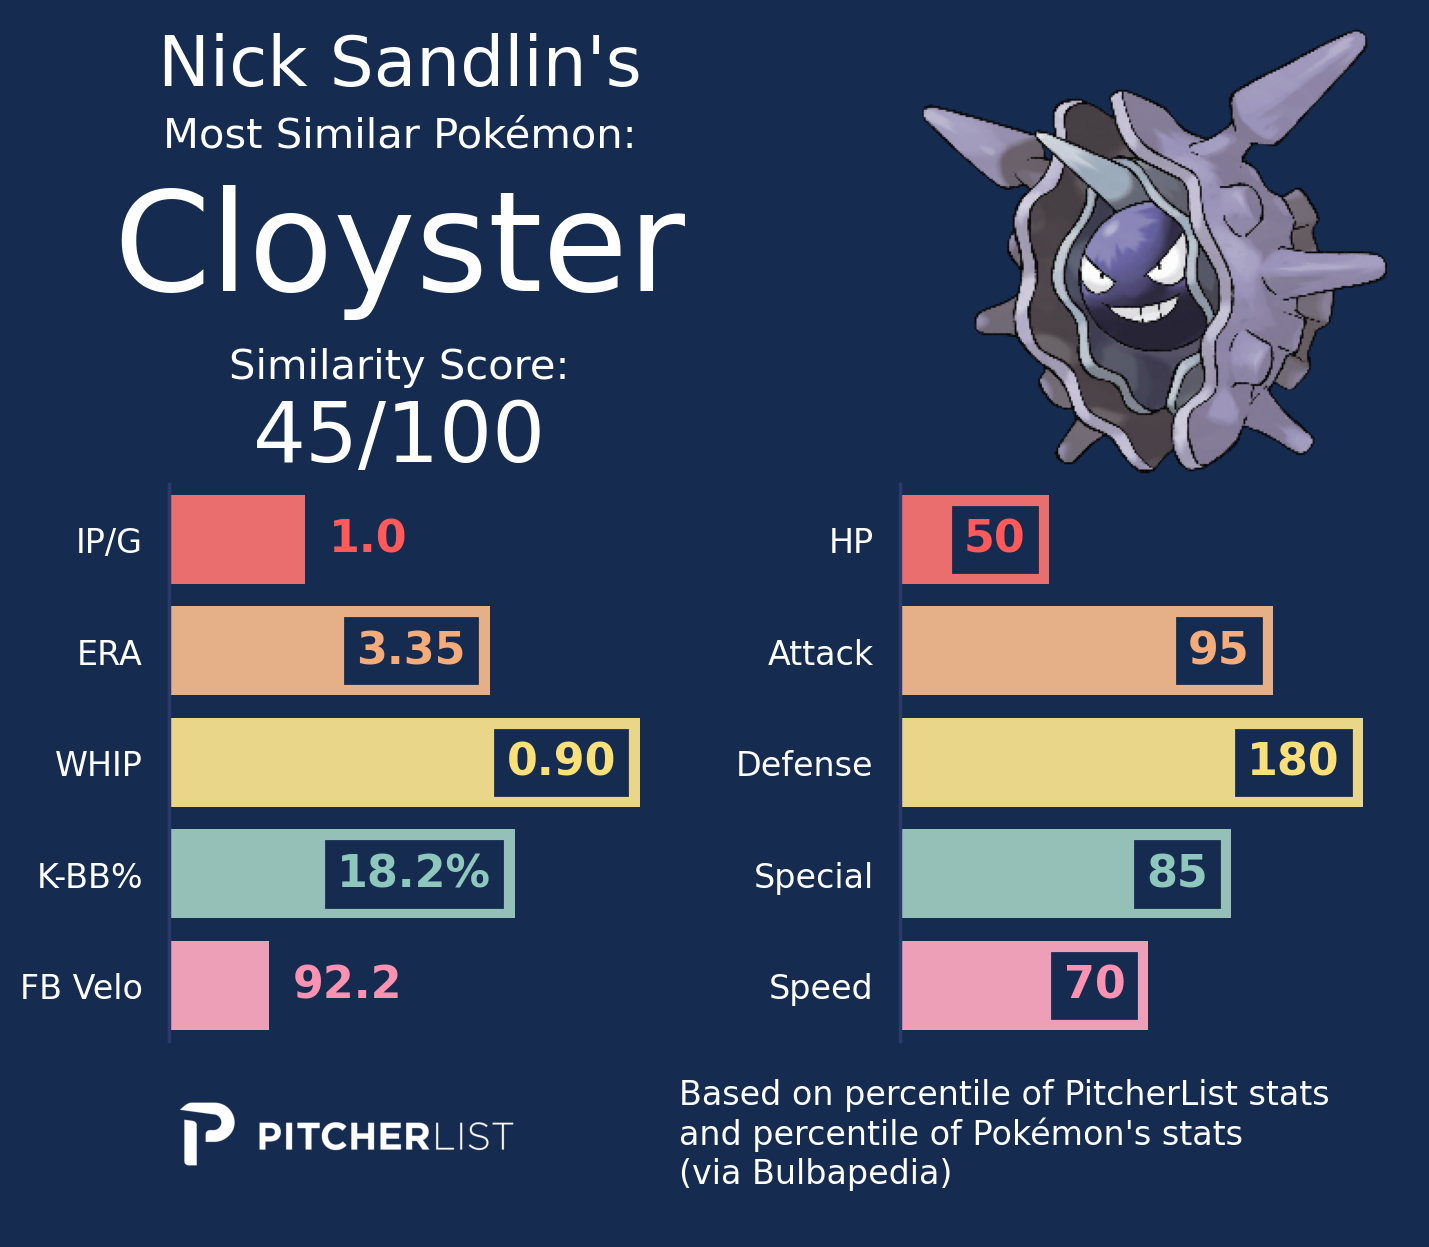 Nick Sandlin's
Most Similar Pokémon:
Cloyster
Similarity Score:
45/100
IP/G 1.0
ERA 3.35
WHIP 0.90
K-BB% 18.2%
FB Velo 92.2
HP 50
Attack 95
Defense 180
Special 85
Speed 70
PITCHERLIST
Based on percentile of PitcherList stats
and percentile of Pokémon's stats
(via Bulbapedia)